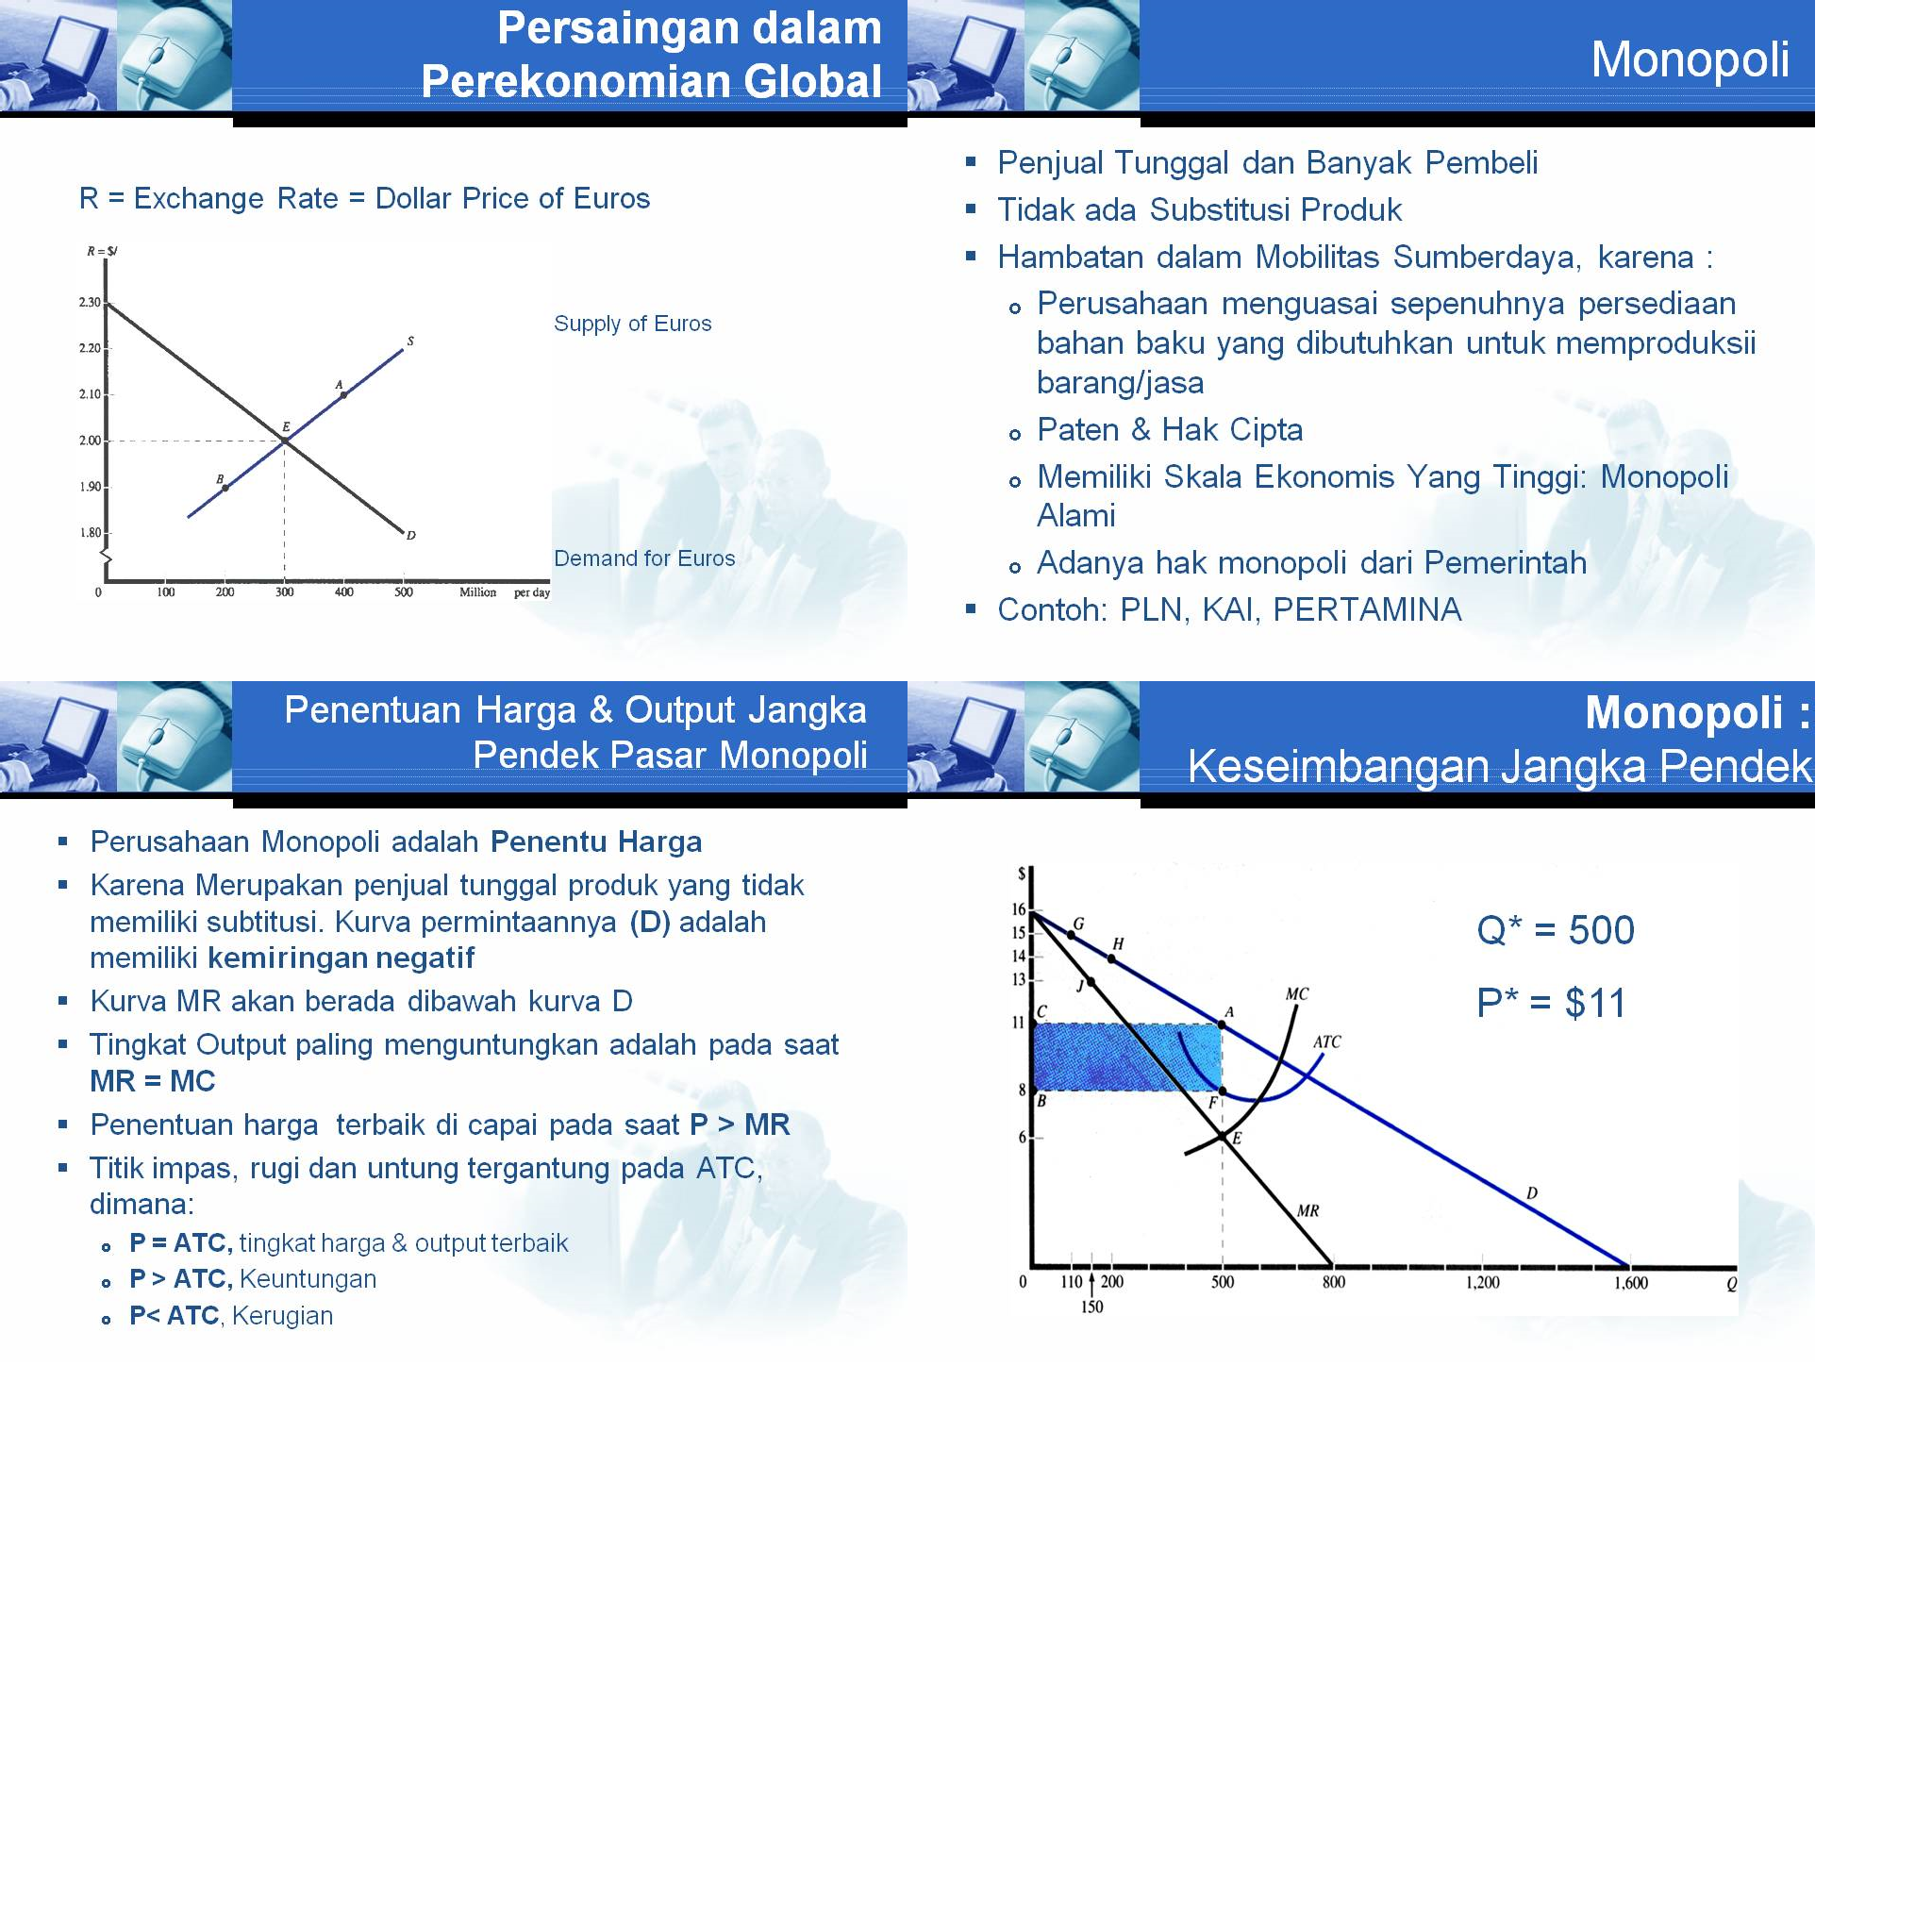 Persaingan dalam
Perekonomian Global
R = Exchange Rate = Dollar Price of Euros
R = $/
2.30
2.20
2.10
2.00
1.90
1.80
S
A
E
B
D
Supply of Euros
Demand for Euros
0 100 200 300 400 500 Million per day
Monopoli
▪ Penjual Tunggal dan Banyak Pembeli
▪ Tidak ada Substitusi Produk
▪ Hambatan dalam Mobilitas Sumberdaya, karena :
o Perusahaan menguasai sepenuhnya persediaan
bahan baku yang dibutuhkan untuk memproduksii
barang/jasa
o Paten & Hak Cipta
o Memiliki Skala Ekonomis Yang Tinggi: Monopoli
Alami
o Adanya hak monopoli dari Pemerintah
▪ Contoh: PLN, KAI, PERTAMINA
Penentuan Harga & Output Jangka
Pendek Pasar Monopoli
▪ Perusahaan Monopoli adalah Penentu Harga
▪ Karena Merupakan penjual tunggal produk yang tidak
memiliki subtitusi. Kurva permintaannya (D) adalah
memiliki kemiringan negatif
▪ Kurva MR akan berada dibawah kurva D
▪ Tingkat Output paling menguntungkan adalah pada saat
MR = MC
▪ Penentuan harga terbaik di capai pada saat P > MR
▪ Titik impas, rugi dan untung tergantung pada ATC,
dimana:
o P = ATC, tingkat harga & output terbaik
o P > ATC, Keuntungan
o P< ATC, Kerugian
Monopoli :
Keseimbangan Jangka Pendek
$
16
15
14
13
11
8
6
G
H
J
C
A
MC
ATC
B
F
E
D
MR
Q* = 500
P* = $11
0 110 200 500 800 1,200 1,600 Q
150